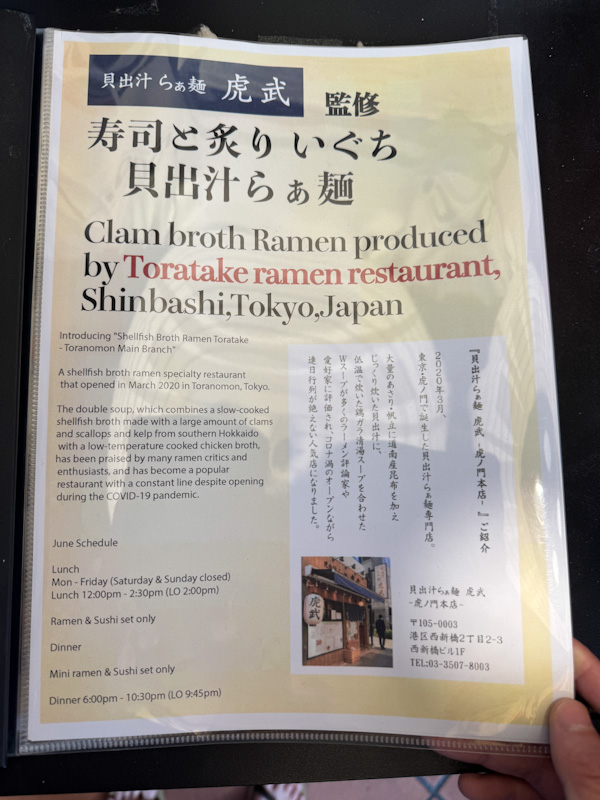 貝出汁 らぁ麺 虎武
監修
寿司と炙り いぐち
貝出汁らぁ麺
Clam broth Ramen produced
by Toratake ramen restaurant,
Shinbashi,Tokyo,Japan
Introducing "Shellfish Broth Ramen Toratake
- Toranomon Main Branch"
A shellfish broth ramen specialty restaurant
that opened in March 2020 in Toranomon, Tokyo.
The double soup, which combines a slow-cooked
shellfish broth made with a large amount of clams
and scallops and kelp from southern Hokkaido
with a low-temperature cooked chicken broth,
has been praised by many ramen critics and
enthusiasts, and has become a popular
restaurant with a constant line despite opening
during the COVID-19 pandemic.
June Schedule
Lunch
Mon - Friday (Saturday & Sunday closed)
Lunch 12:00pm - 2:30pm (LO 2:00pm)
Ramen & Sushi set only
Dinner
Mini ramen & Sushi set only
Dinner 6:00pm - 10:30pm (LO 9:45pm)
『貝出汁らぁ麺 虎武 -虎ノ門本店-』ご紹介
2020年3月、
東京・虎ノ門で誕生した貝出汁らぁ麺専門店。
大量のあさり、帆立に道南産昆布を加え
じっくり炊いた貝出汁に、
低温で炊いた鶏ガラ清湯スープを合わせた
Wスープが多くのラーメン評論家や
愛好家に評価され、コロナ渦のオープンながら
連日行列が絶えない人気店になりました。
虎武
貝出汁らぁ麺 虎武
-虎ノ門本店-
〒105-0003
港区西新橋2丁目2-3
西新橋ビル1F
TEL:03-3507-8003